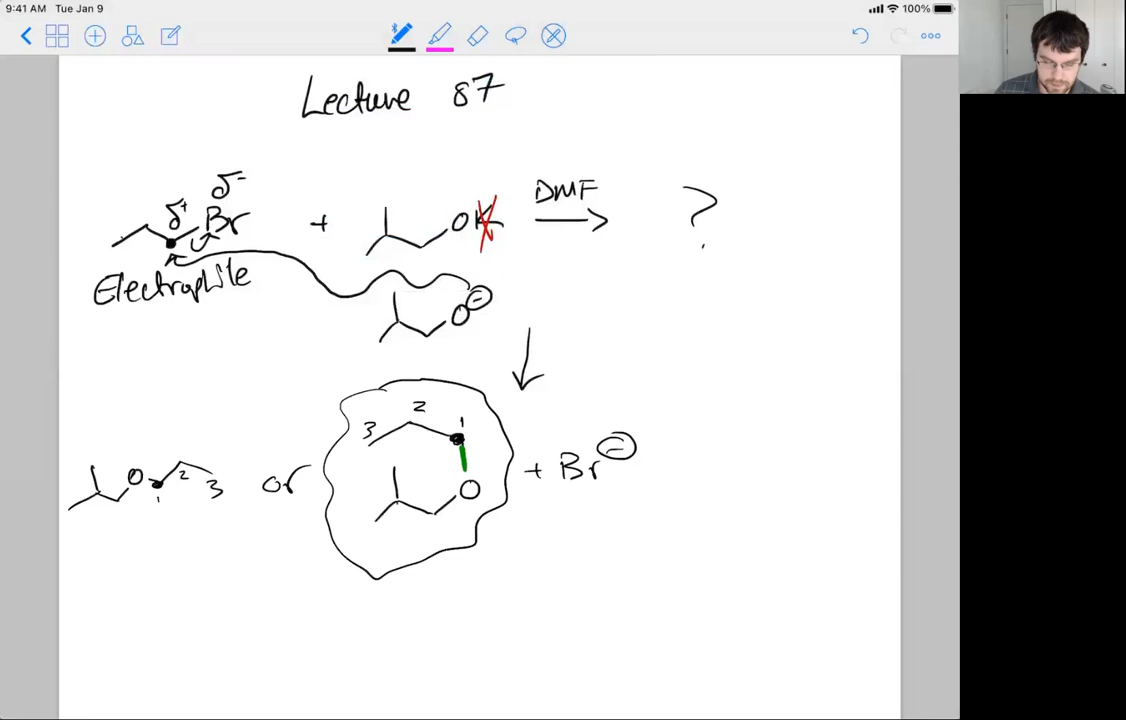 9:41 AM Tue Jan 9
100%
Lecture 87
δ+ δ-
Br + OK DMF ?
Electrophile
O⊖
3 2 1
O 1 2 3 or O + Br⊖